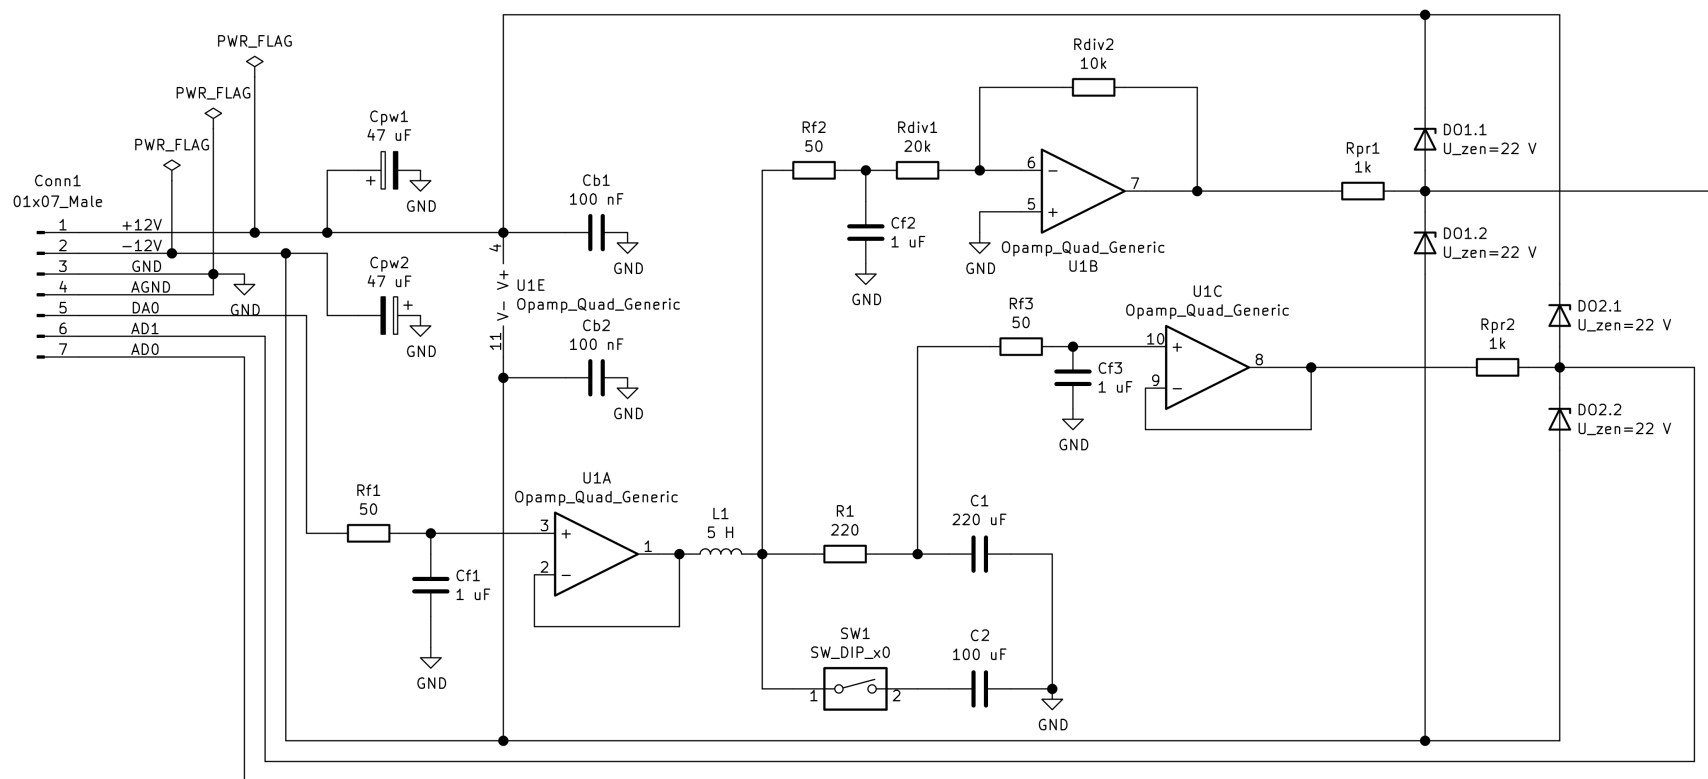 PWR_FLAG
PWR_FLAG
PWR_FLAG
Conn1
01x07_Male
1 +12V
2 -12V
3 GND
4 AGND
5 DA0
6 AD1
7 AD0
GND
Cpw1
47 uF
+
GND
Cpw2
47 uF
+
GND
Cb1
100 nF
GND
4
V+
U1E
Opamp_Quad_Generic
V-
11
Cb2
100 nF
GND
Rf1
50
Cf1
1 uF
GND
U1A
Opamp_Quad_Generic
3 +
1
2 −
L1
5 H
R1
220
C1
220 uF
SW1
SW_DIP_x0
1
2
C2
100 uF
GND
Rf2
50
Rdiv1
20k
Cf2
1 uF
GND
Rdiv2
10k
6 −
7
5 +
GND
Opamp_Quad_Generic
U1B
Rf3
50
Cf3
1 uF
GND
U1C
Opamp_Quad_Generic
10 +
8
9 −
Rpr1
1k
DO1.1
U_zen=22 V
DO1.2
U_zen=22 V
Rpr2
1k
DO2.1
U_zen=22 V
DO2.2
U_zen=22 V